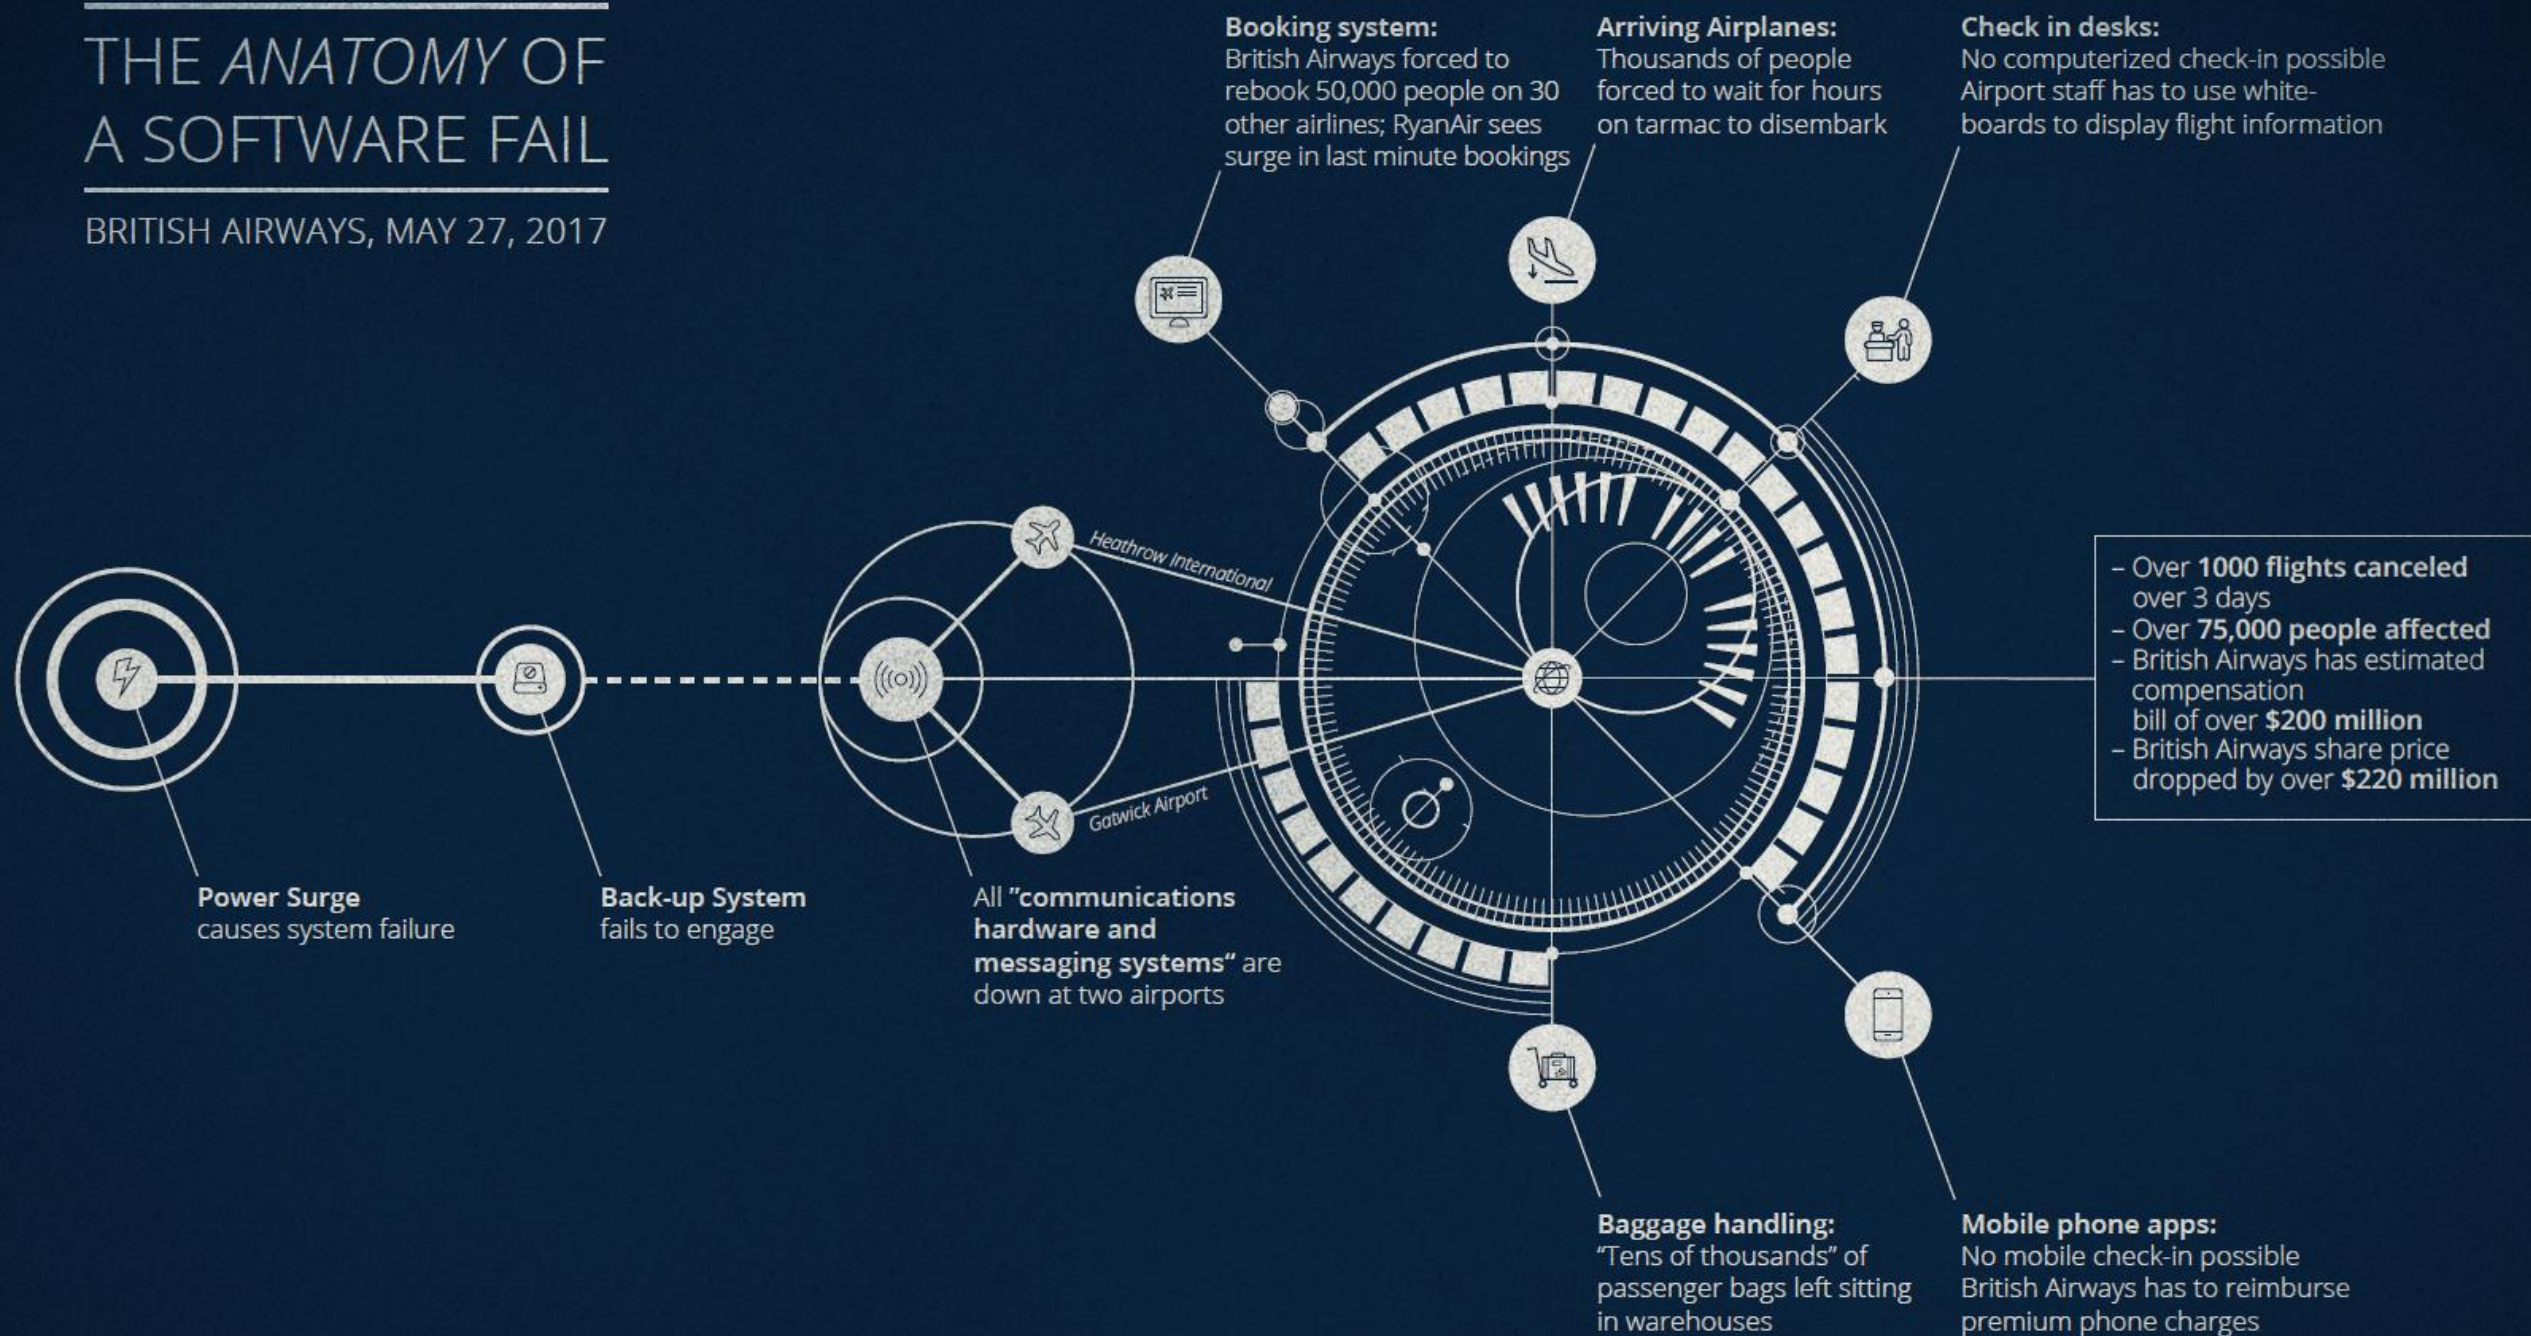 THE ANATOMY OF
A SOFTWARE FAIL
BRITISH AIRWAYS, MAY 27, 2017
Booking system:
British Airways forced to
rebook 50,000 people on 30
other airlines; RyanAir sees
surge in last minute bookings
Arriving Airplanes:
Thousands of people
forced to wait for hours
on tarmac to disembark
Check in desks:
No computerized check-in possible
Airport staff has to use white-
boards to display flight information
Heathrow International
Gatwick Airport
Power Surge
causes system failure
Back-up System
fails to engage
All "communications
hardware and
messaging systems“ are
down at two airports
– Over 1000 flights canceled
over 3 days
– Over 75,000 people affected
– British Airways has estimated
compensation
bill of over $200 million
– British Airways share price
dropped by over $220 million
Baggage handling:
“Tens of thousands” of
passenger bags left sitting
in warehouses
Mobile phone apps:
No mobile check-in possible
British Airways has to reimburse
premium phone charges